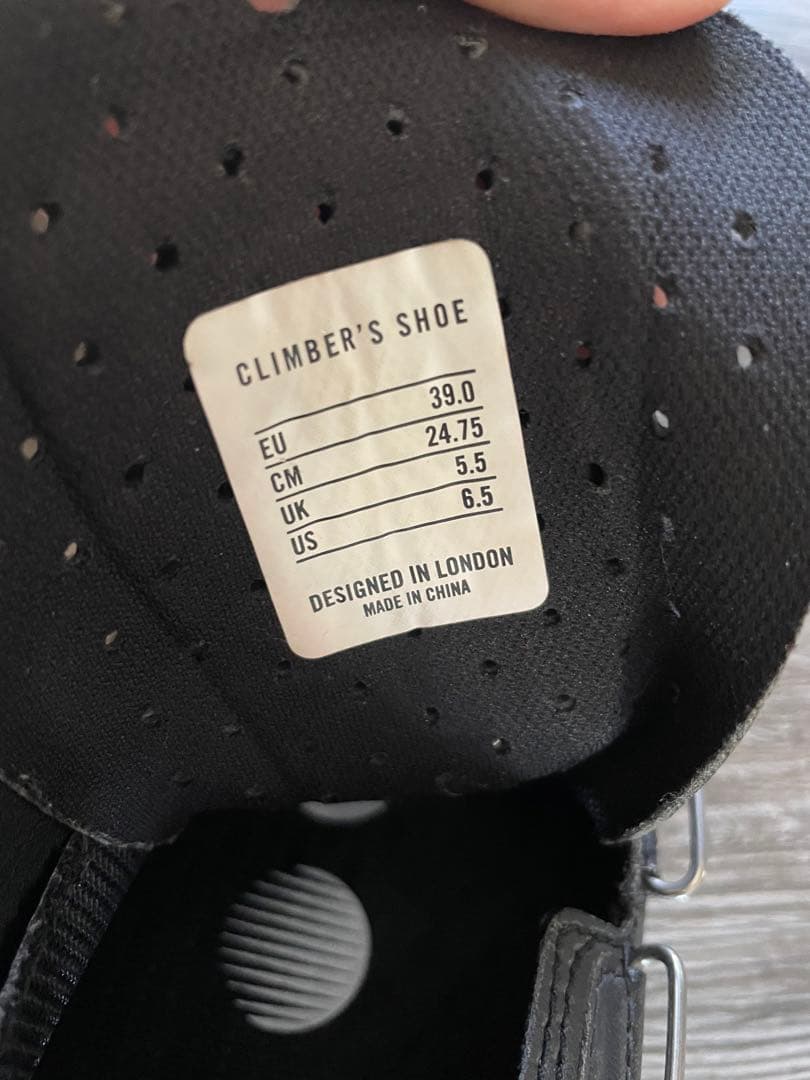 CLIMBER'S SHOE
EU 39.0
CM 24.75
UK 5.5
US 6.5
DESIGNED IN LONDON
MADE IN CHINA